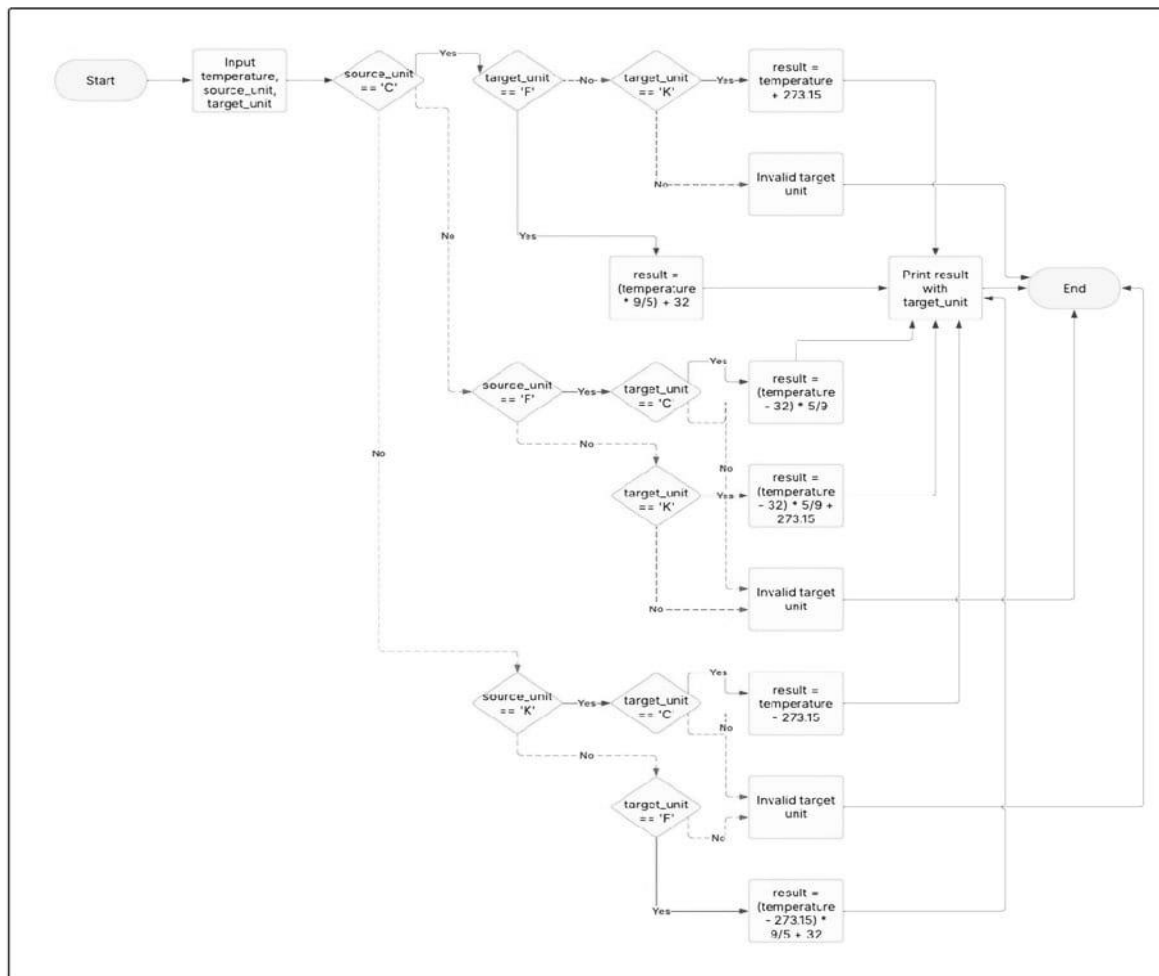 Start
Input
temperature,
source_unit,
target_unit
source_unit
== 'C'
Yes
target_unit
== 'F'
No
target_unit
== 'K'
Yes
result =
temperature
+ 273.15
No
Invalid target
unit
No
Yes
result =
(temperature
* 9/5) + 32
Print result
with
target_unit
End
source_unit
== 'F'
Yes
target_unit
== 'C'
Yes
result =
(temperature
- 32) * 5/9
No
No
No
target_unit
== 'K'
Yes
result =
(temperature
- 32) * 5/9 +
273.15
No
Invalid target
unit
source_unit
== 'K'
Yes
target_unit
== 'C'
Yes
result =
temperature
- 273.15
No
No
target_unit
== 'F'
No
Invalid target
unit
Yes
result =
(temperature
- 273.15) *
9/5 + 32